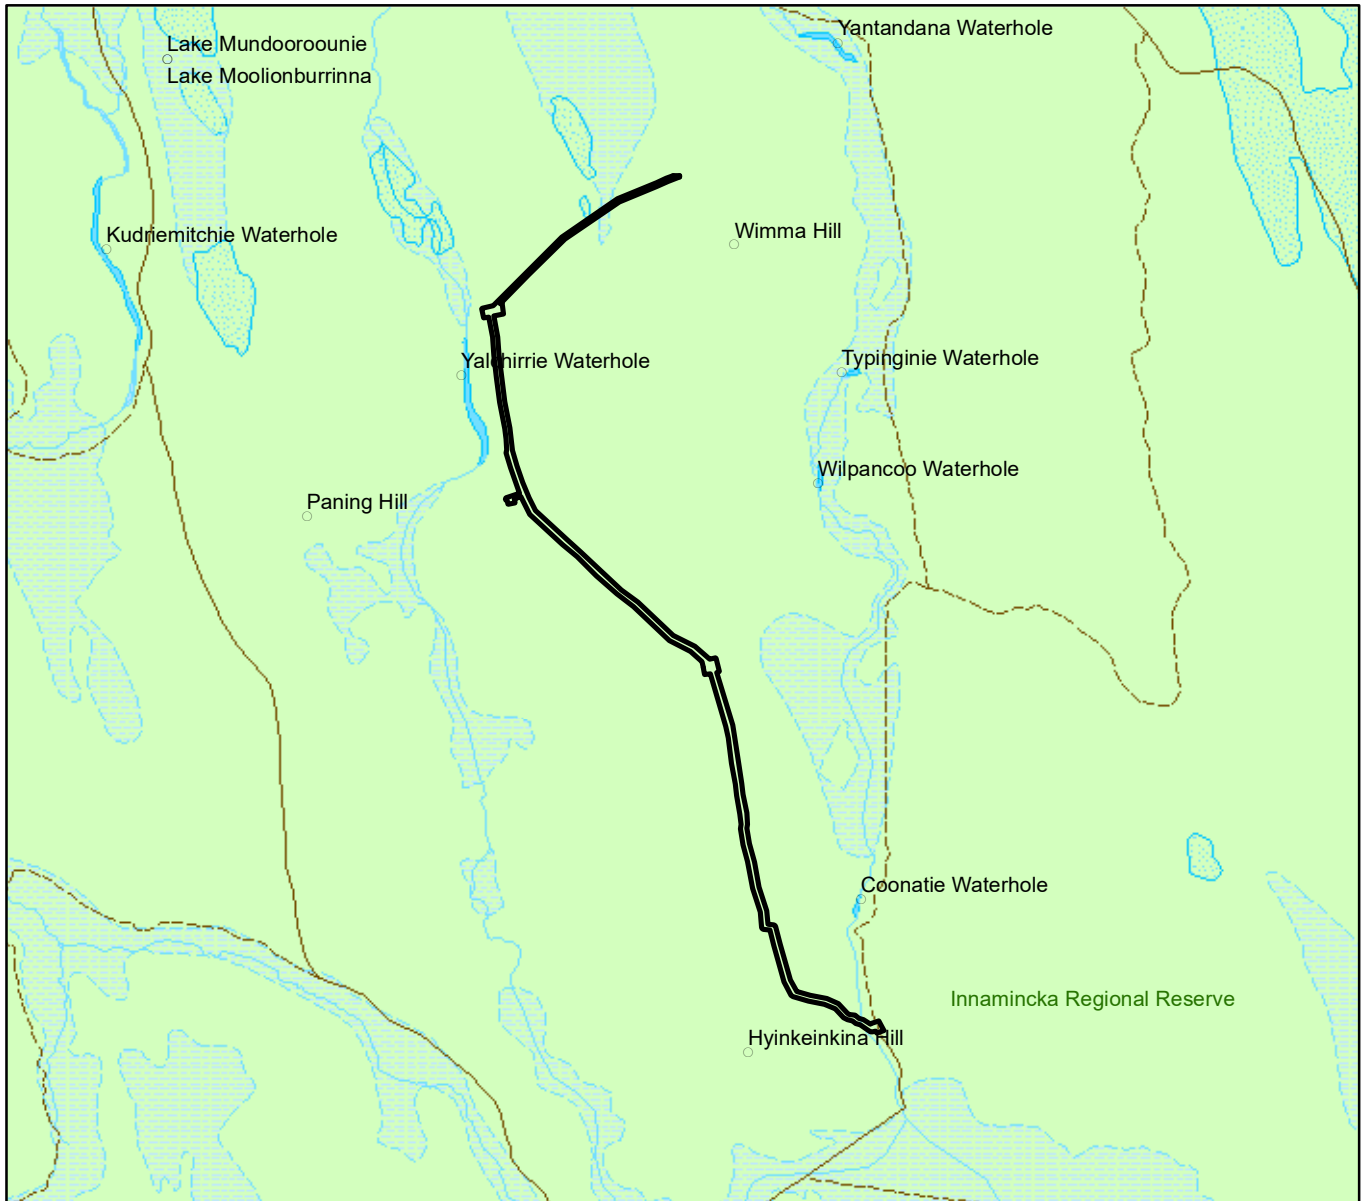 Yantandana Waterhole
Lake Mundooroounie
Lake Moolionburrinna
Wimma Hill
Kudriemitchie Waterhole
Typinginie Waterhole
Yalchirrie Waterhole
Wilpancoo Waterhole
Paning Hill
Coonatie Waterhole
Innamincka Regional Reserve
Hyinkeinkina Hill